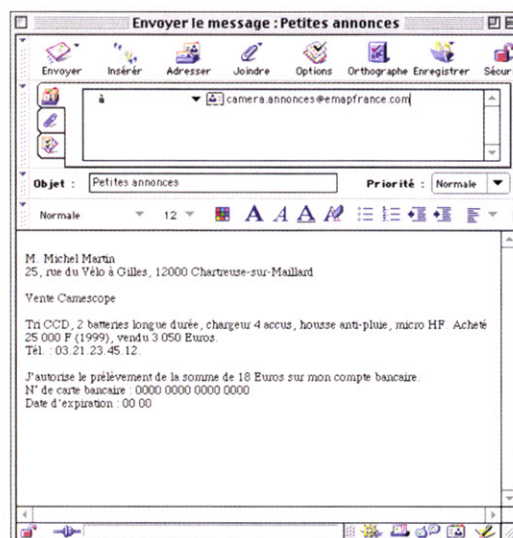 Envoyer le message : Petites annonces
Envoyer Insérér Adresser Joindre Options Orthographe Enregistrer Sécur
à camera.annonces@emapfrance.com
Objet : Petites annonces Priorité : Normale
Normale 12 A A A
M. Michel Martin
25, rue du Vélo à Gilles, 12000 Chartreuse-sur-Maillard
Vente Camescope
Tri CCD, 2 batteries longue durée, chargeur 4 accus, housse anti-pluie, micro HF. Acheté
25 000 F (1999), vendu 3 050 Euros.
Tél. : 03.21.23.45.12.
J'autorise le prélèvement de la somme de 18 Euros sur mon compte bancaire.
N° de carte bancaire : 0000 0000 0000 0000
Date d'expiration : 00 00